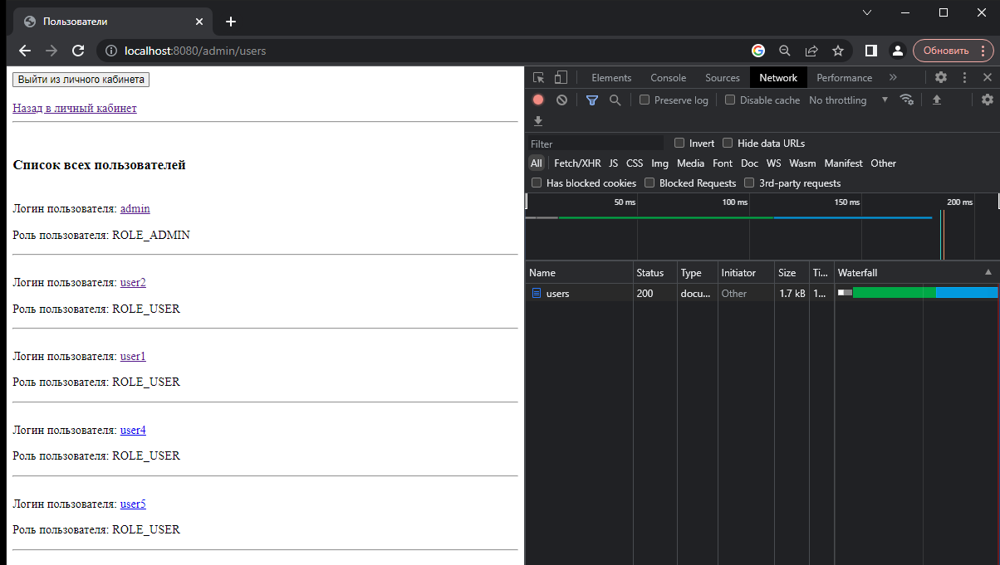 Пользователи
localhost:8080/admin/users
Обновить
Выйти из личного кабинета
Назад в личный кабинет
Список всех пользователей
Логин пользователя: admin
Роль пользователя: ROLE_ADMIN
Логин пользователя: user2
Роль пользователя: ROLE_USER
Логин пользователя: user1
Роль пользователя: ROLE_USER
Логин пользователя: user4
Роль пользователя: ROLE_USER
Логин пользователя: user5
Роль пользователя: ROLE_USER
Elements Console Sources Network Performance
Preserve log Disable cache No throttling
Filter Invert Hide data URLs
All Fetch/XHR JS CSS Img Media Font Doc WS Wasm Manifest Other
Has blocked cookies Blocked Requests 3rd-party requests
50 ms 100 ms 150 ms 200 ms
Name Status Type Initiator Size Ti... Waterfall
users 200 docu... Other 1.7 kB 1...